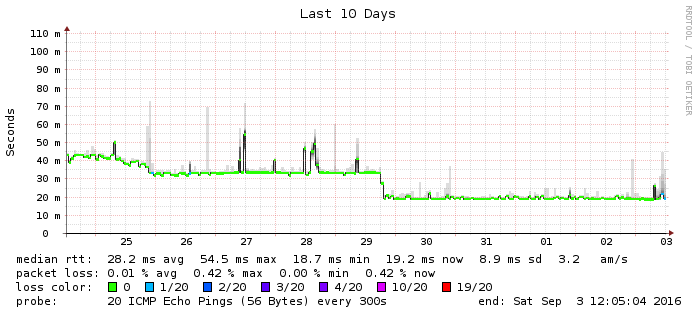 Last 10 Days
RRDTOOL / TOBI OETIKER
Seconds
110 m
100 m
90 m
80 m
70 m
60 m
50 m
40 m
30 m
20 m
10 m
0 m
25 26 27 28 29 30 31 01 02 03
median rtt: 28.2 ms avg 54.5 ms max 18.7 ms min 19.2 ms now 8.9 ms sd 3.2 am/s
packet loss: 0.01 % avg 0.42 % max 0.00 % min 0.42 % now
loss color: 0 1/20 2/20 3/20 4/20 10/20 19/20
probe: 20 ICMP Echo Pings (56 Bytes) every 300s end: Sat Sep 3 12:05:04 2016